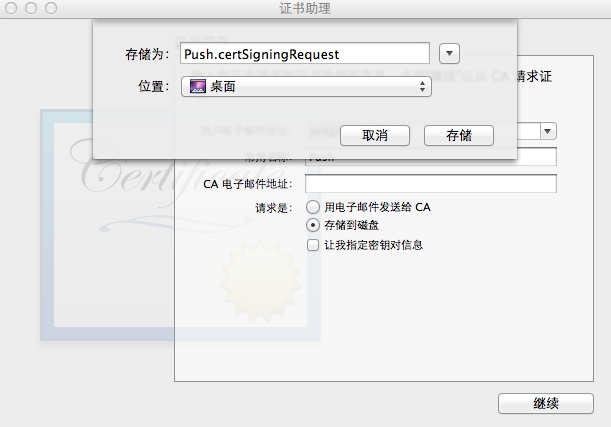 证书助理
存储为： Push.certSigningRequest
位置： 桌面
请求证
取消 存储
CA 电子邮件地址：
请求是： 用电子邮件发送给 CA
存储到磁盘
让我指定密钥对信息
Certificate
继续